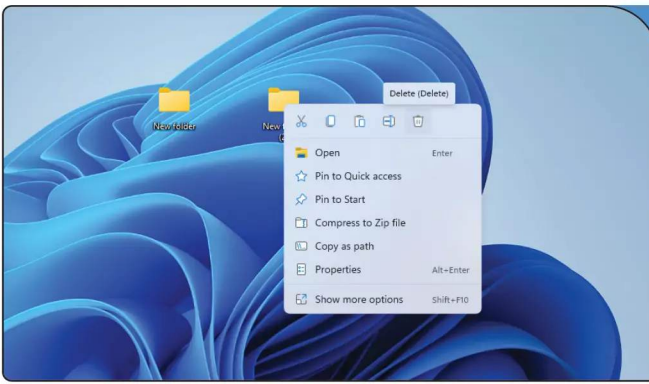 Delete (Delete)
New folder
New
Open Enter
Pin to Quick access
Pin to Start
Compress to Zip file
Copy as path
Properties Alt+Enter
Show more options Shift+F10